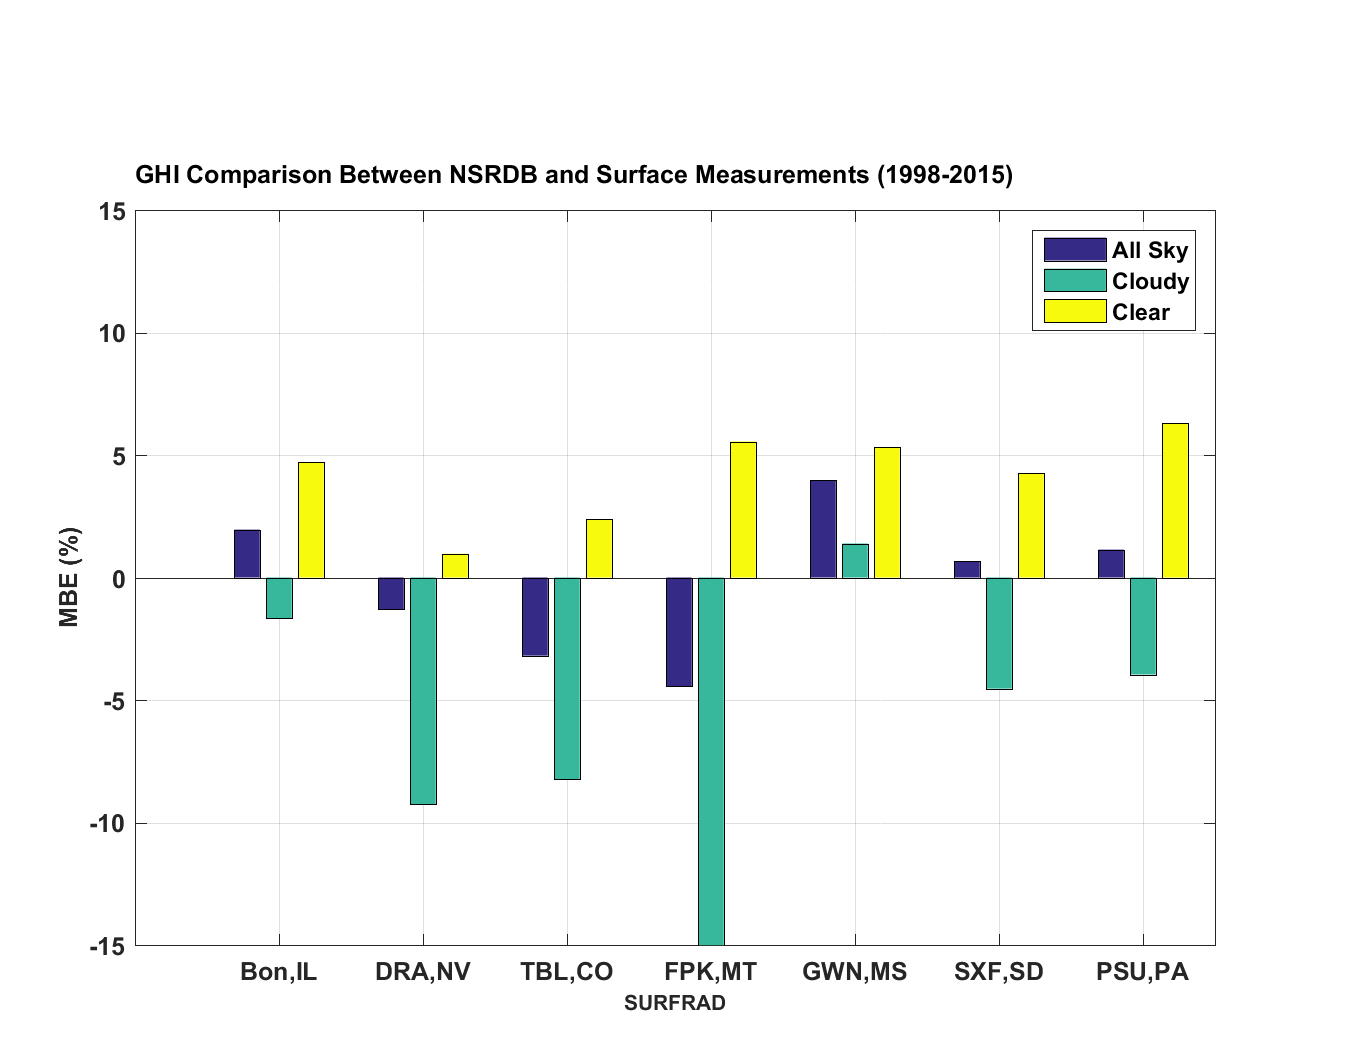 GHI Comparison Between NSRDB and Surface Measurements (1998-2015)
15
10
5
0
-5
-10
-15
MBE (%)
All Sky
Cloudy
Clear
Bon,IL
DRA,NV
TBL,CO
FPK,MT
GWN,MS
SXF,SD
PSU,PA
SURFRAD